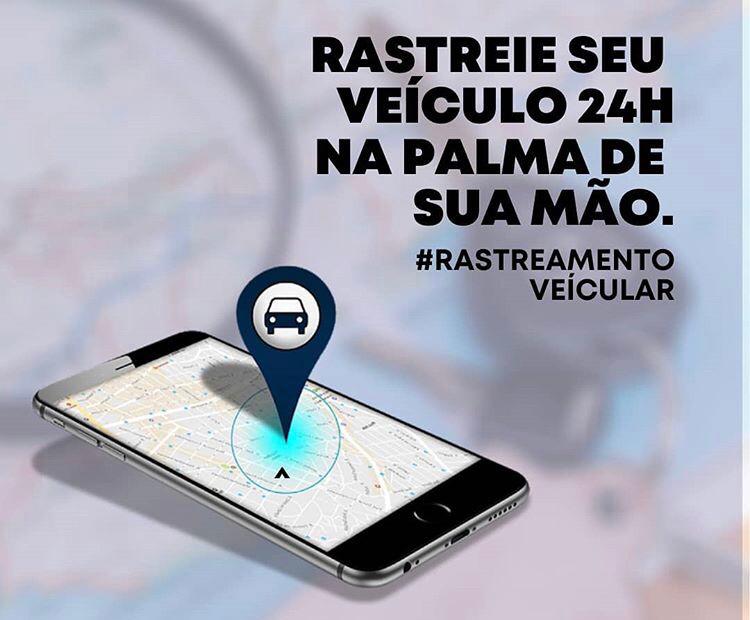 RASTREIE SEU
VEÍCULO 24H
NA PALMA DE
SUA MÃO.
#RASTREAMENTO
VEÍCULAR